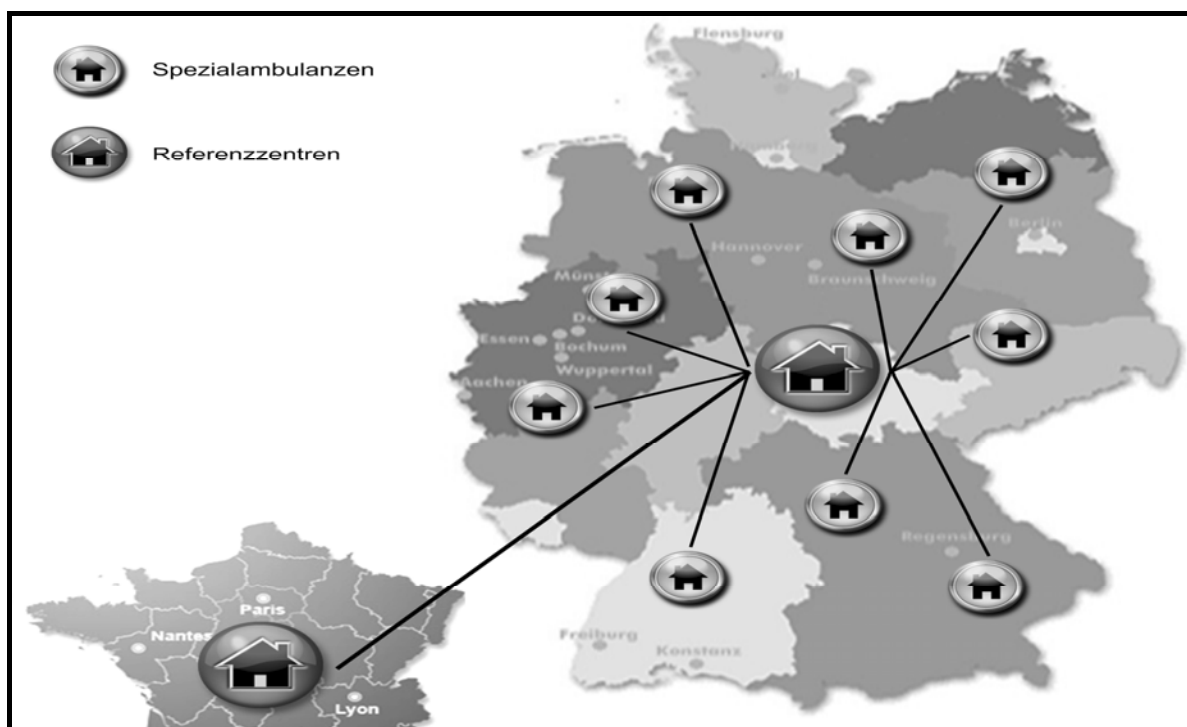 Spezialambulanzen
Referenzzentren
Flensburg
Hannover
Berlin
Braunschweig
Essen
Bochum
Wuppertal
Aachen
Regensburg
Freiburg
Konstanz
Paris
Nantes
Lyon